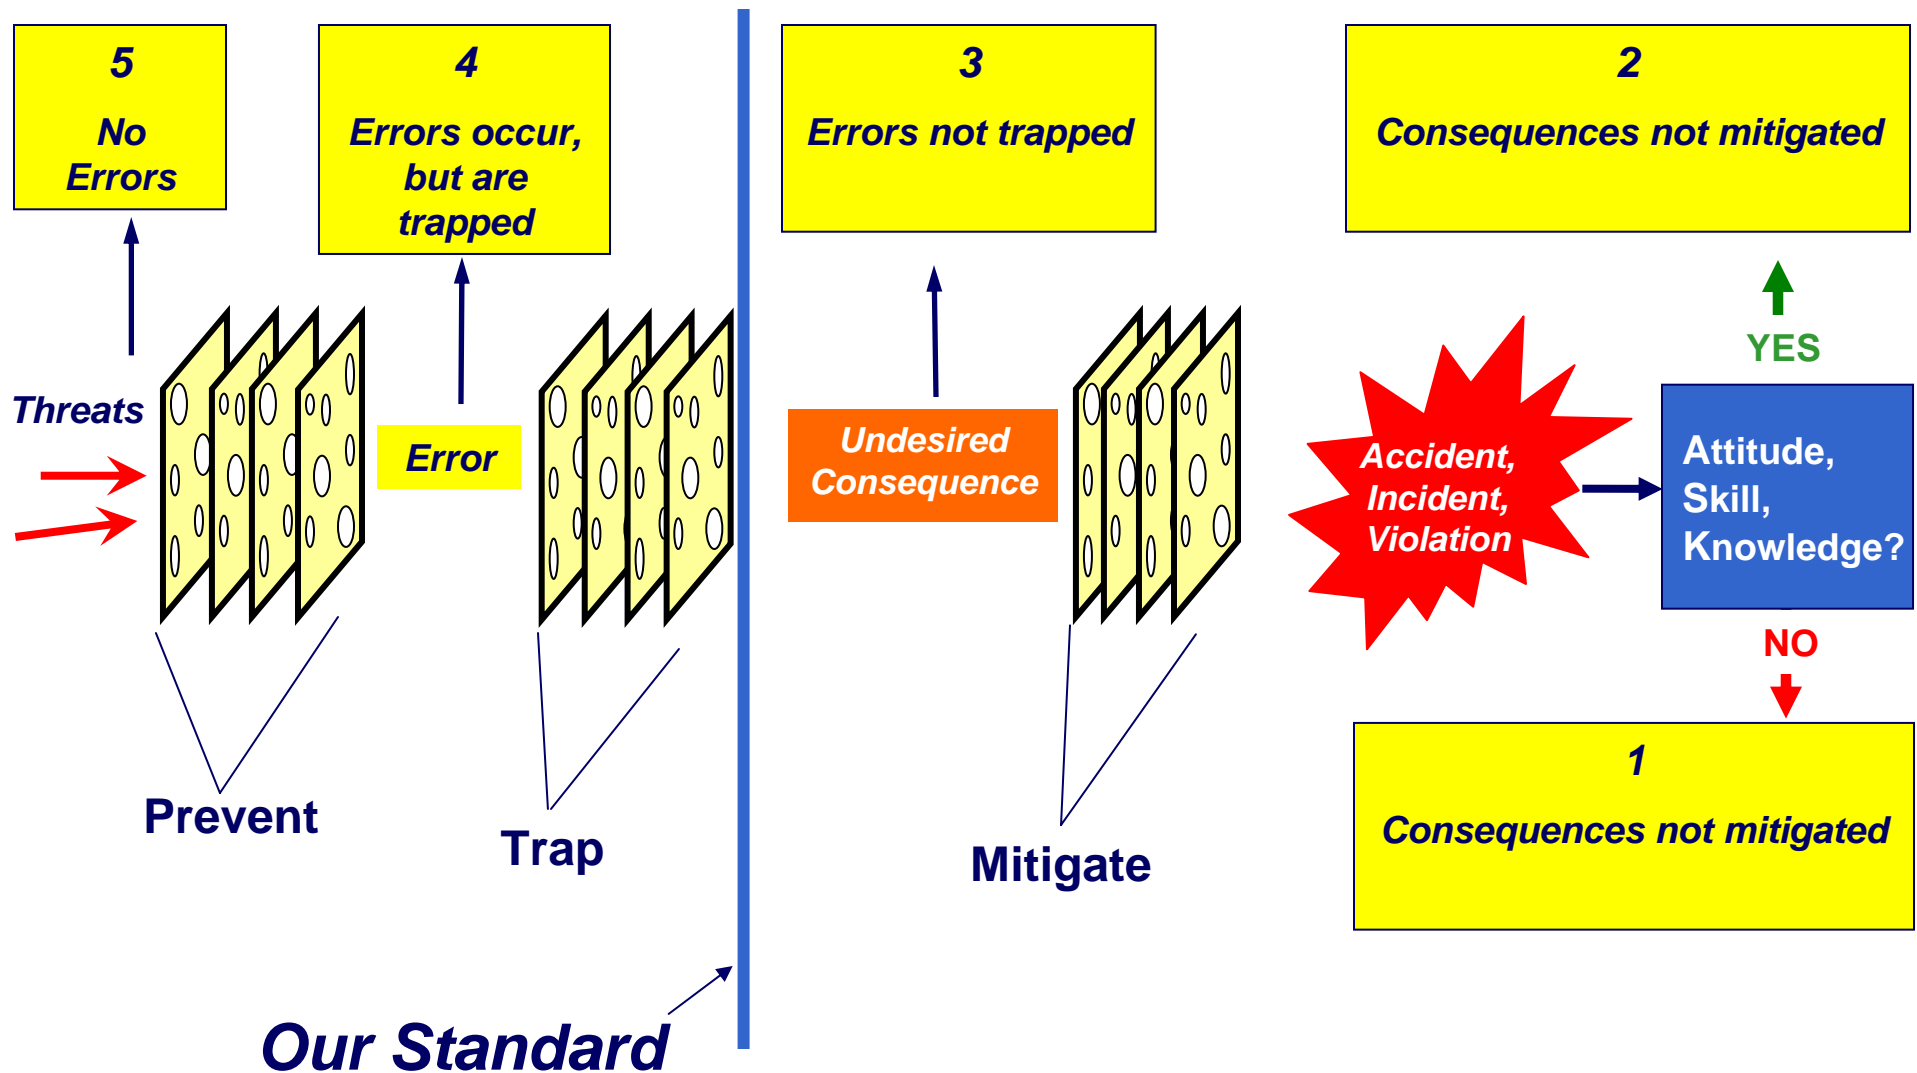 5
No
Errors
4
Errors occur,
but are
trapped
3
Errors not trapped
2
Consequences not mitigated
Threats
Error
Undesired
Consequence
Accident,
Incident,
Violation
YES
Attitude,
Skill,
Knowledge?
NO
1
Consequences not mitigated
Prevent
Trap
Mitigate
Our Standard